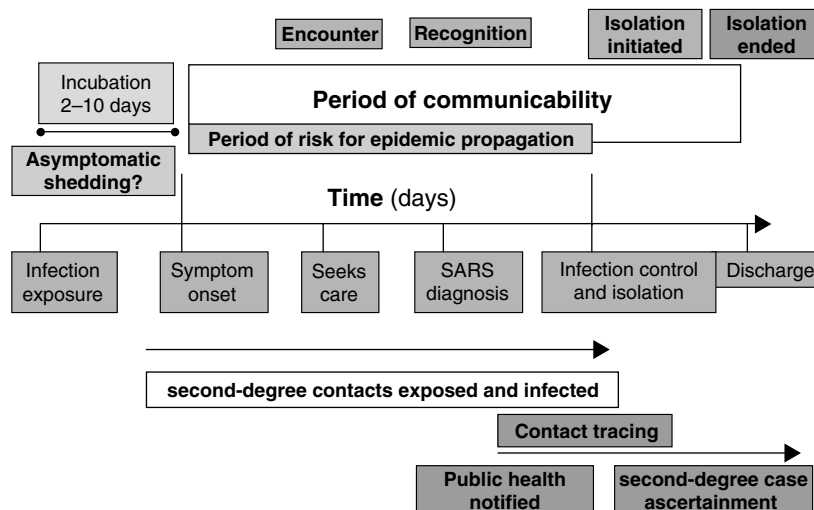 Encounter
Recognition
Isolation
initiated
Isolation
ended
Incubation
2–10 days
Period of communicability
Period of risk for epidemic propagation
Asymptomatic
shedding?
Time (days)
Infection
exposure
Symptom
onset
Seeks
care
SARS
diagnosis
Infection control
and isolation
Discharge
second-degree contacts exposed and infected
Contact tracing
Public health
notified
second-degree case
ascertainment